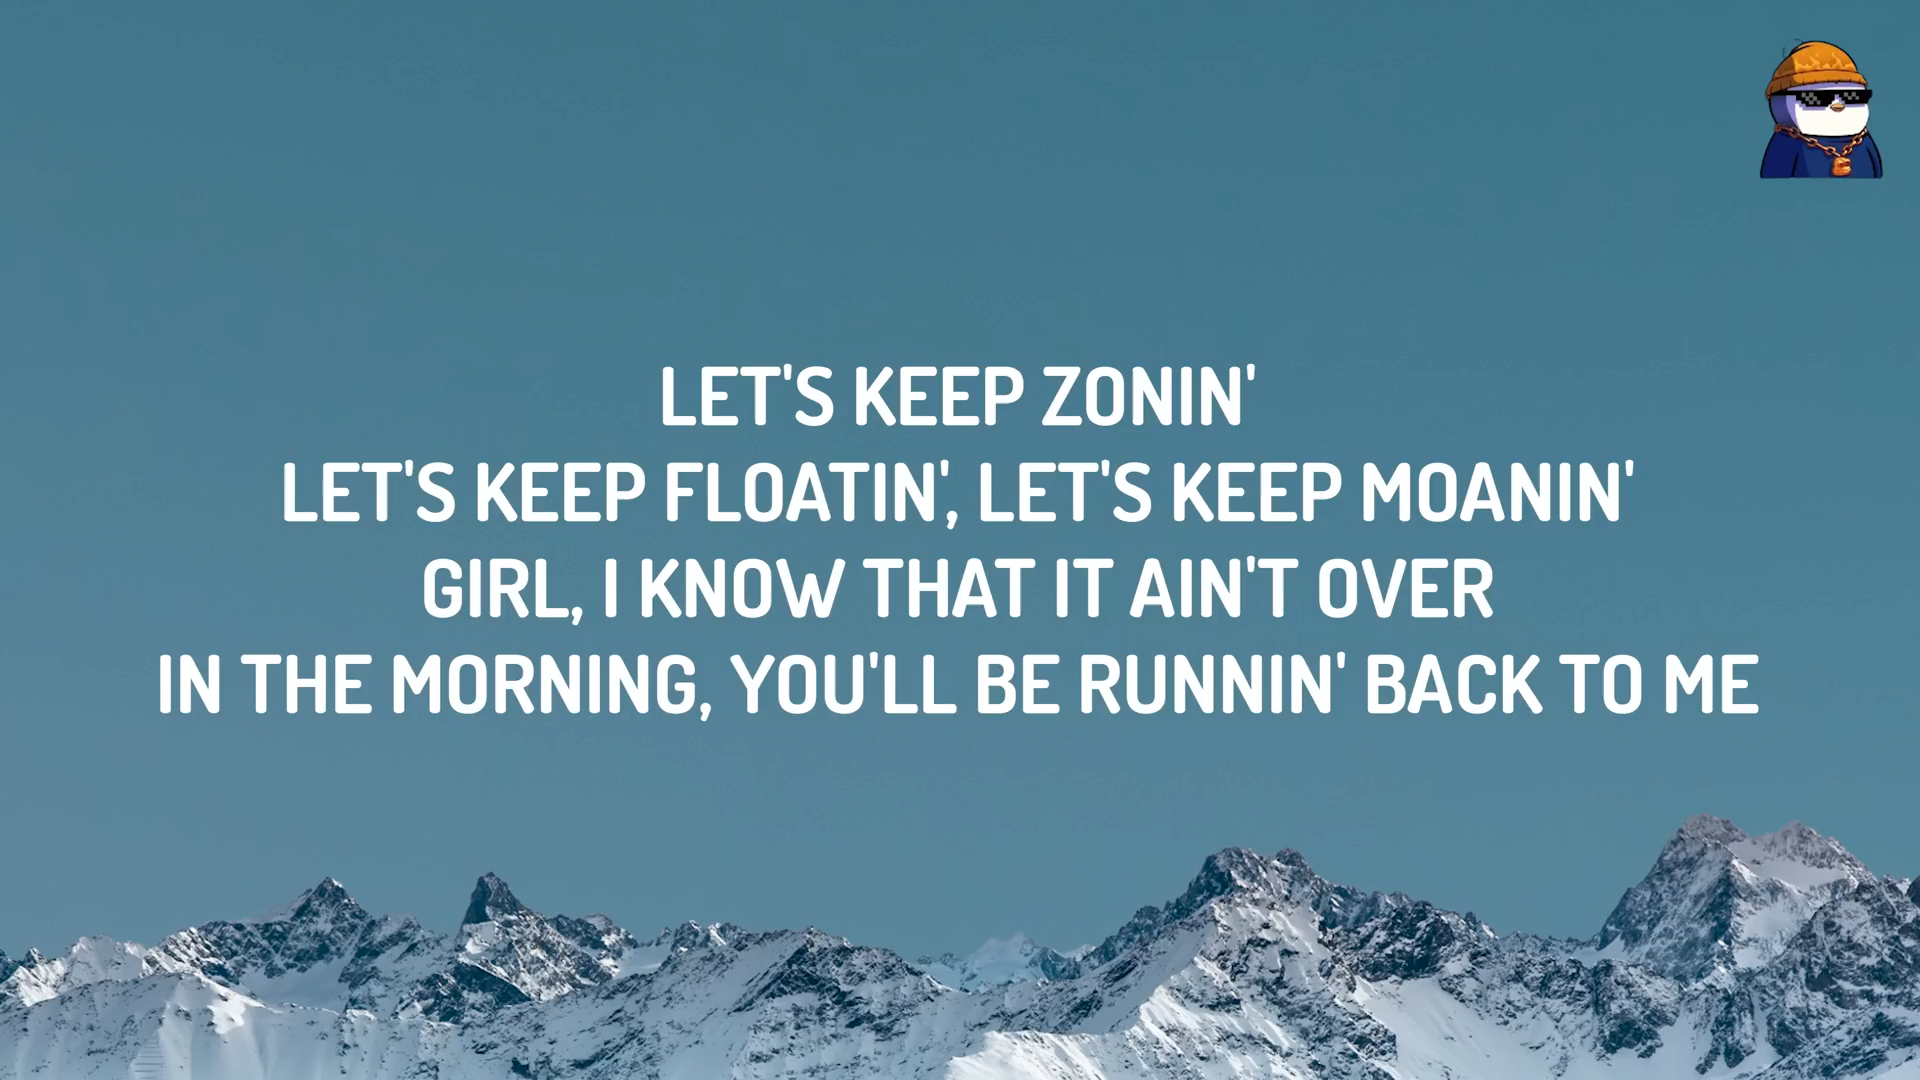 LET'S KEEP ZONIN'
LET'S KEEP FLOATIN', LET'S KEEP MOANIN'
GIRL, I KNOW THAT IT AIN'T OVER
IN THE MORNING, YOU'LL BE RUNNIN' BACK TO ME